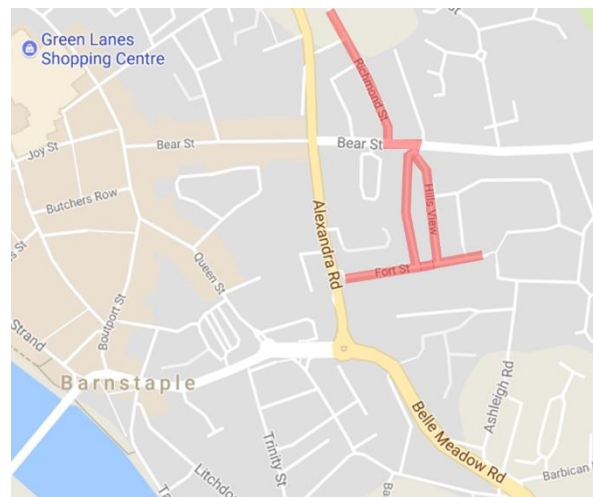 Green Lanes
Shopping Centre
Richmond St
Joy St
Bear St
Bear St
Butchers Row
Hills View
Alexandra Rd
Queen St
Fort St
Boutport St
Strand
Barnstaple
Ashleigh Rd
Belle Meadow Rd
Trinity St
Litchdo
Barbican